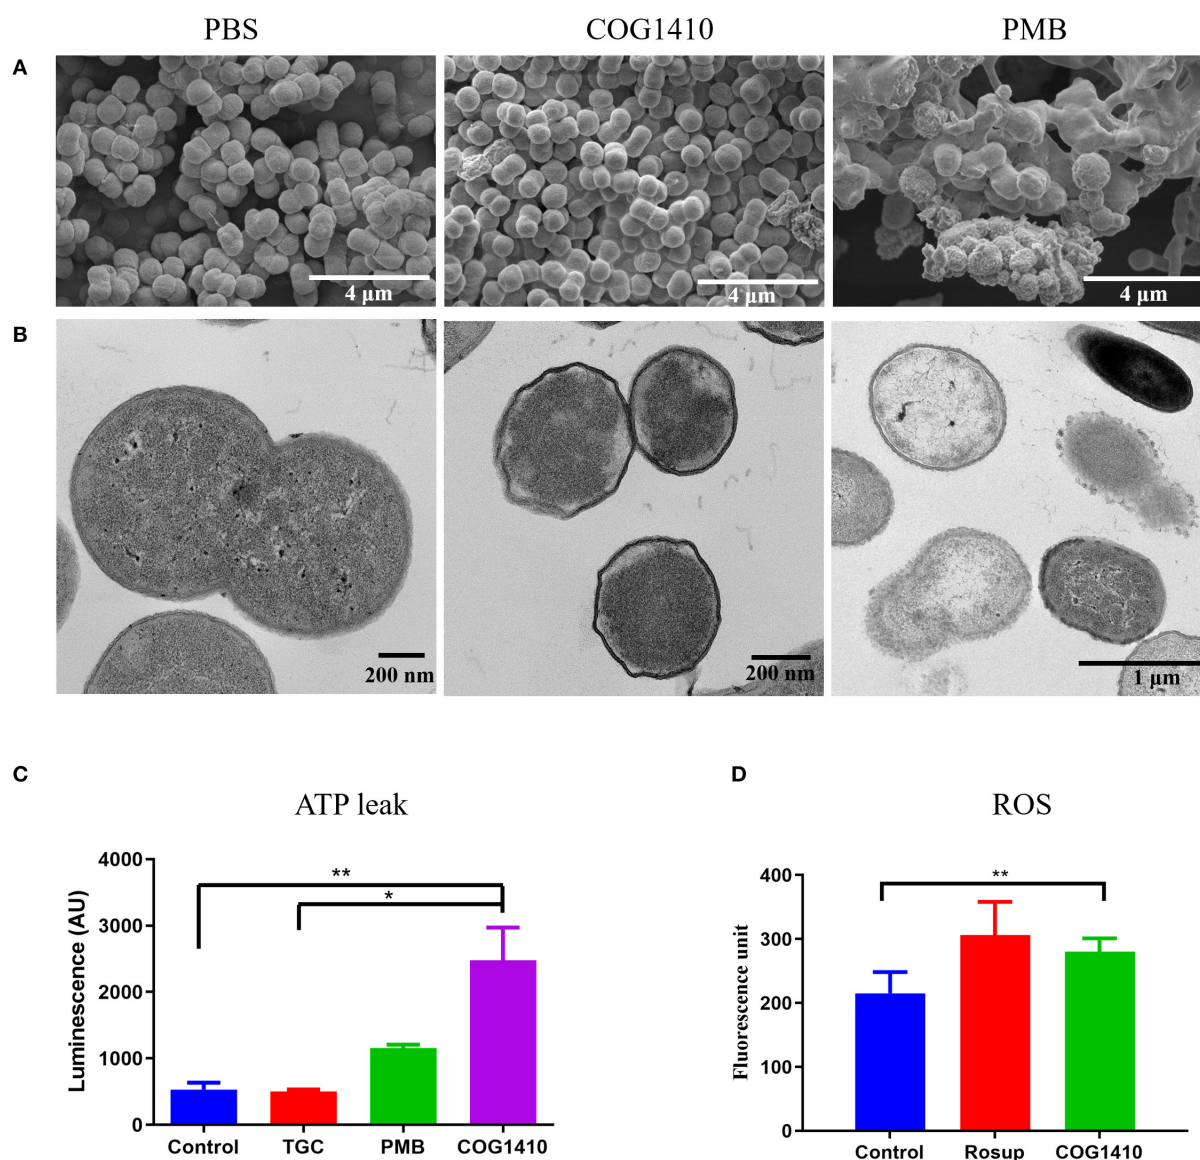 PBS COG1410 PMB
A
4 µm 4 µm 4 µm
B
200 nm 200 nm 1 µm
C
ATP leak
Luminescence (AU)
4000
3000
2000
1000
0
**
*
Control TGC PMB COG1410
D
ROS
Fluorescence unit
400
300
200
100
0
**
Control Rosup COG1410